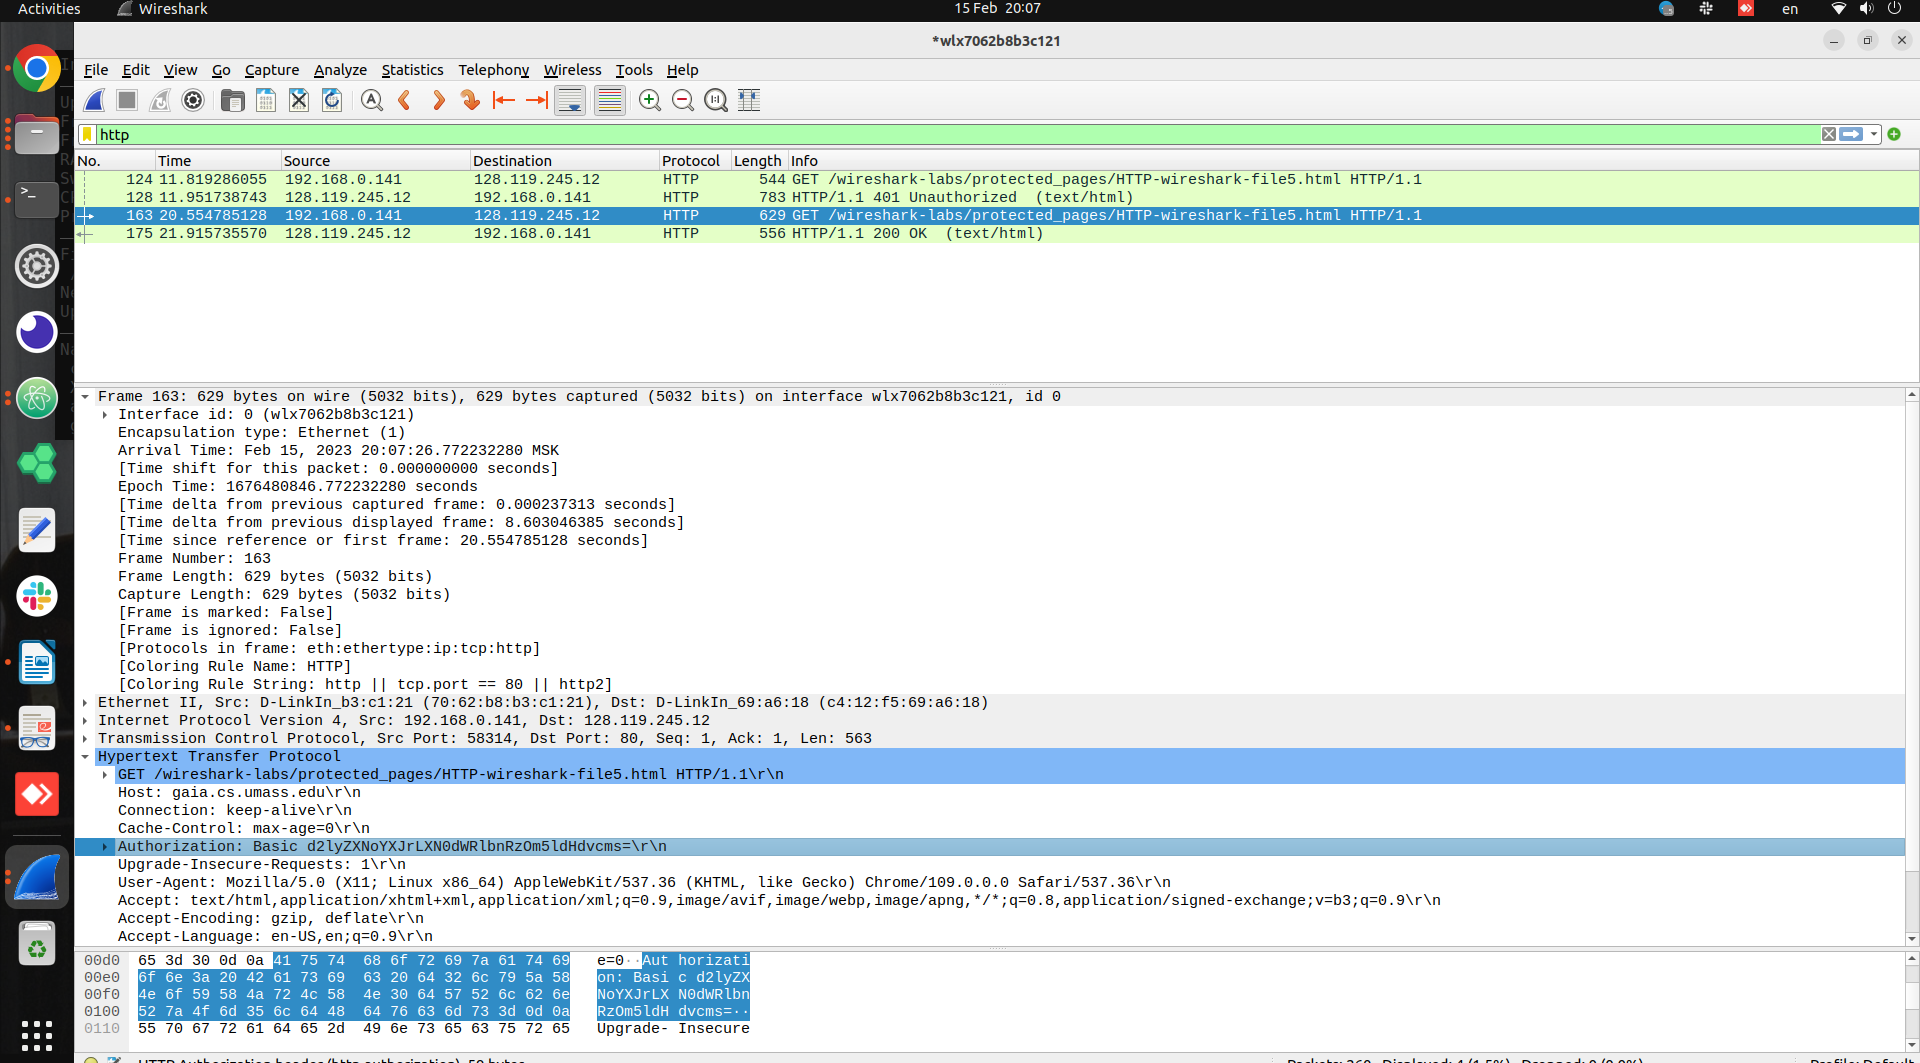 Activities Wireshark 15 Feb 20:07 en
*wlx7062b8b3c121
File Edit View Go Capture Analyze Statistics Telephony Wireless Tools Help
http
No. Time Source Destination Protocol Length Info
124 11.819286055 192.168.0.141 128.119.245.12 HTTP 544 GET /wireshark-labs/protected_pages/HTTP-wireshark-file5.html HTTP/1.1
128 11.951738743 128.119.245.12 192.168.0.141 HTTP 783 HTTP/1.1 401 Unauthorized (text/html)
163 20.554785128 192.168.0.141 128.119.245.12 HTTP 629 GET /wireshark-labs/protected_pages/HTTP-wireshark-file5.html HTTP/1.1
175 21.915735570 128.119.245.12 192.168.0.141 HTTP 556 HTTP/1.1 200 OK (text/html)
Frame 163: 629 bytes on wire (5032 bits), 629 bytes captured (5032 bits) on interface wlx7062b8b3c121, id 0
Interface id: 0 (wlx7062b8b3c121)
Encapsulation type: Ethernet (1)
Arrival Time: Feb 15, 2023 20:07:26.772232280 MSK
[Time shift for this packet: 0.000000000 seconds]
Epoch Time: 1676480846.772232280 seconds
[Time delta from previous captured frame: 0.000237313 seconds]
[Time delta from previous displayed frame: 8.603046385 seconds]
[Time since reference or first frame: 20.554785128 seconds]
Frame Number: 163
Frame Length: 629 bytes (5032 bits)
Capture Length: 629 bytes (5032 bits)
[Frame is marked: False]
[Frame is ignored: False]
[Protocols in frame: eth:ethertype:ip:tcp:http]
[Coloring Rule Name: HTTP]
[Coloring Rule String: http || tcp.port == 80 || http2]
Ethernet II, Src: D-LinkIn_b3:c1:21 (70:62:b8:b3:c1:21), Dst: D-LinkIn_69:a6:18 (c4:12:f5:69:a6:18)
Internet Protocol Version 4, Src: 192.168.0.141, Dst: 128.119.245.12
Transmission Control Protocol, Src Port: 58314, Dst Port: 80, Seq: 1, Ack: 1, Len: 563
Hypertext Transfer Protocol
GET /wireshark-labs/protected_pages/HTTP-wireshark-file5.html HTTP/1.1\r\n
Host: gaia.cs.umass.edu\r\n
Connection: keep-alive\r\n
Cache-Control: max-age=0\r\n
Authorization: Basic d2lyZXNoYXJrLXN0dWRlbnRzOm5ldHdvcms=\r\n
Upgrade-Insecure-Requests: 1\r\n
User-Agent: Mozilla/5.0 (X11; Linux x86_64) AppleWebKit/537.36 (KHTML, like Gecko) Chrome/109.0.0.0 Safari/537.36\r\n
Accept: text/html,application/xhtml+xml,application/xml;q=0.9,image/avif,image/webp,image/apng,*/*;q=0.8,application/signed-exchange;v=b3;q=0.9\r\n
Accept-Encoding: gzip, deflate\r\n
Accept-Language: en-US,en;q=0.9\r\n
00d0 65 3d 30 0d 0a 41 75 74 68 6f 72 69 7a 61 74 69 e=0··Aut horizati
00e0 6f 6e 3a 20 42 61 73 69 63 20 64 32 6c 79 5a 58 on: Basi c d2lyZX
00f0 4e 6f 59 58 4a 72 4c 58 4e 30 64 57 52 6c 62 6e NoYXJrLX N0dWRlbn
0100 52 7a 4f 6d 35 6c 64 48 64 76 63 6d 73 3d 0d 0a RzOm5ldH dvcms=··
0110 55 70 67 72 61 64 65 2d 49 6e 73 65 63 75 72 65 Upgrade- Insecure